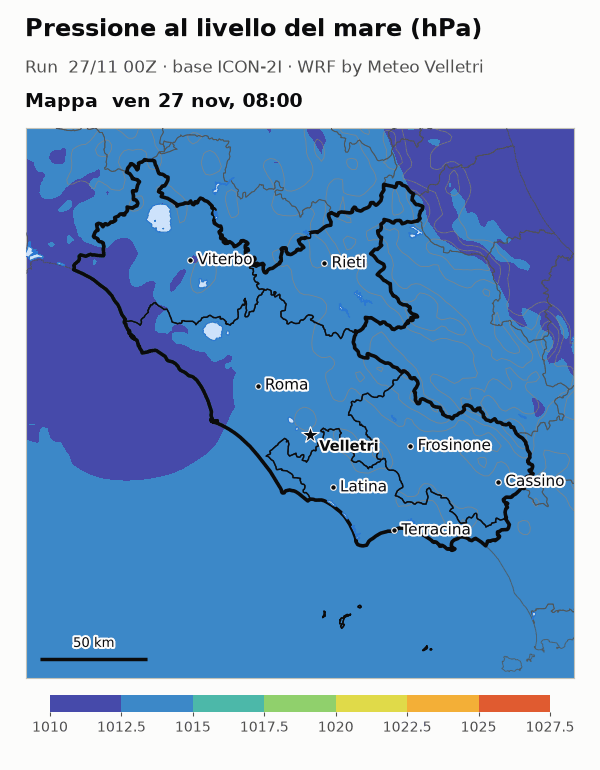 Pressione al livello del mare (hPa)
Run  27/11 00Z · base ICON-2I · WRF by Meteo Velletri
Mappa  ven 27 nov, 08:00
Viterbo
Rieti
Roma
Velletri
Frosinone
Cassino
Latina
Terracina
50 km
1010 1012.5 1015 1017.5 1020 1022.5 1025 1027.5